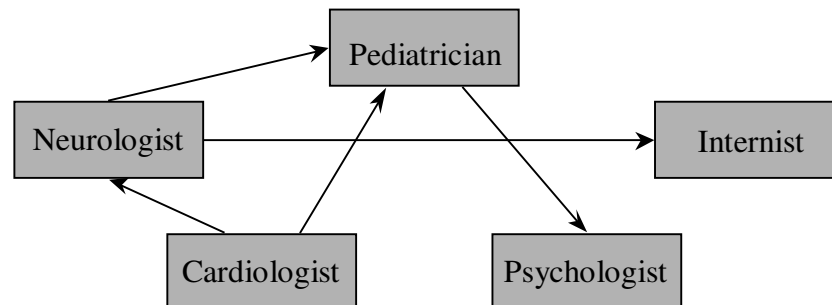 Pediatrician
Neurologist
Internist
Cardiologist
Psychologist